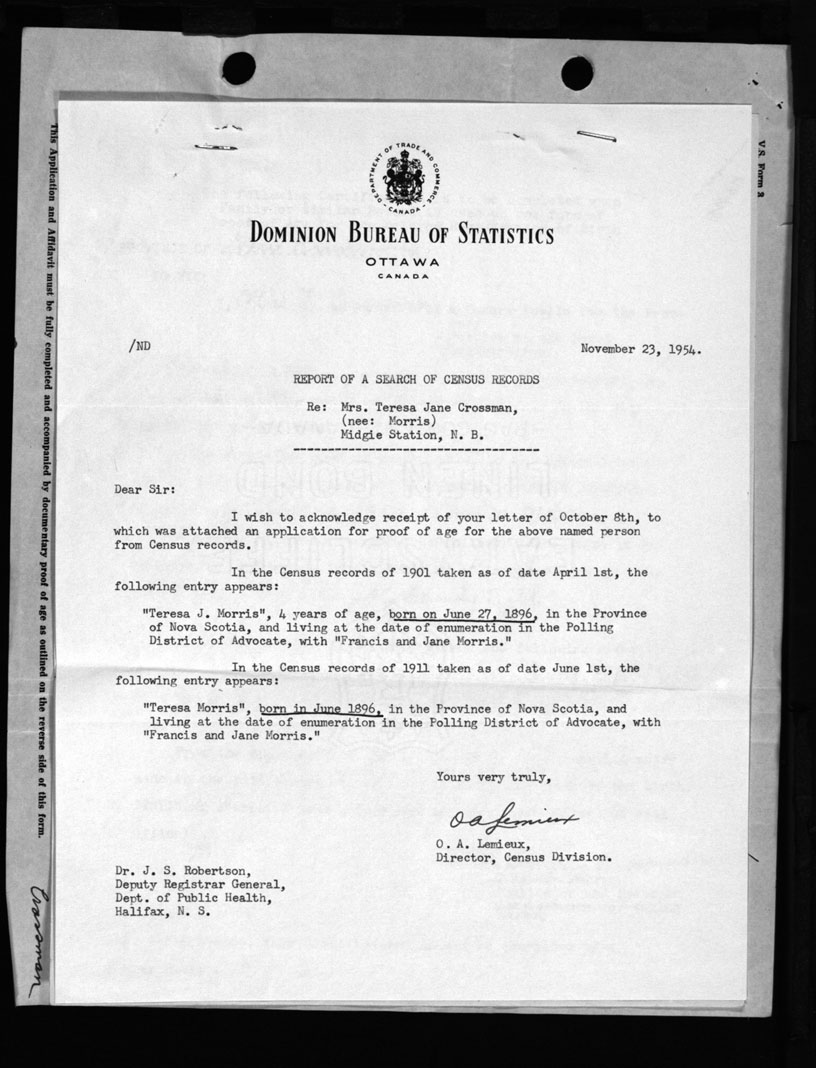 This Application and Affidavit must be fully completed and accompanied by documentary proof of age as outlined on the reverse side of this form.
V.S. Form 2
DEPARTMENT OF TRADE AND COMMERCE
CANADA
DOMINION BUREAU OF STATISTICS
OTTAWA
CANADA
/ND
November 23, 1954.
REPORT OF A SEARCH OF CENSUS RECORDS
Re: Mrs. Teresa Jane Crossman,
(nee: Morris)
Midgie Station, N. B.
Dear Sir:
I wish to acknowledge receipt of your letter of October 8th, to
which was attached an application for proof of age for the above named person
from Census records.
In the Census records of 1901 taken as of date April 1st, the
following entry appears:
"Teresa J. Morris", 4 years of age, born on June 27, 1896, in the Province
of Nova Scotia, and living at the date of enumeration in the Polling
District of Advocate, with "Francis and Jane Morris."
In the Census records of 1911 taken as of date June 1st, the
following entry appears:
"Teresa Morris", born in June 1896, in the Province of Nova Scotia, and
living at the date of enumeration in the Polling District of Advocate, with
"Francis and Jane Morris."
Yours very truly,
O A Lemieux
O. A. Lemieux,
Director, Census Division.
Dr. J. S. Robertson,
Deputy Registrar General,
Dept. of Public Health,
Halifax, N. S.
Crossman